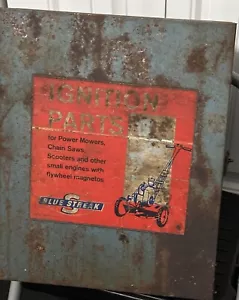 IGNITION
PARTS
for Power Mowers,
Chain Saws,
Scooters and other
small engines with
flywheel magnetos
BLUE STREAK